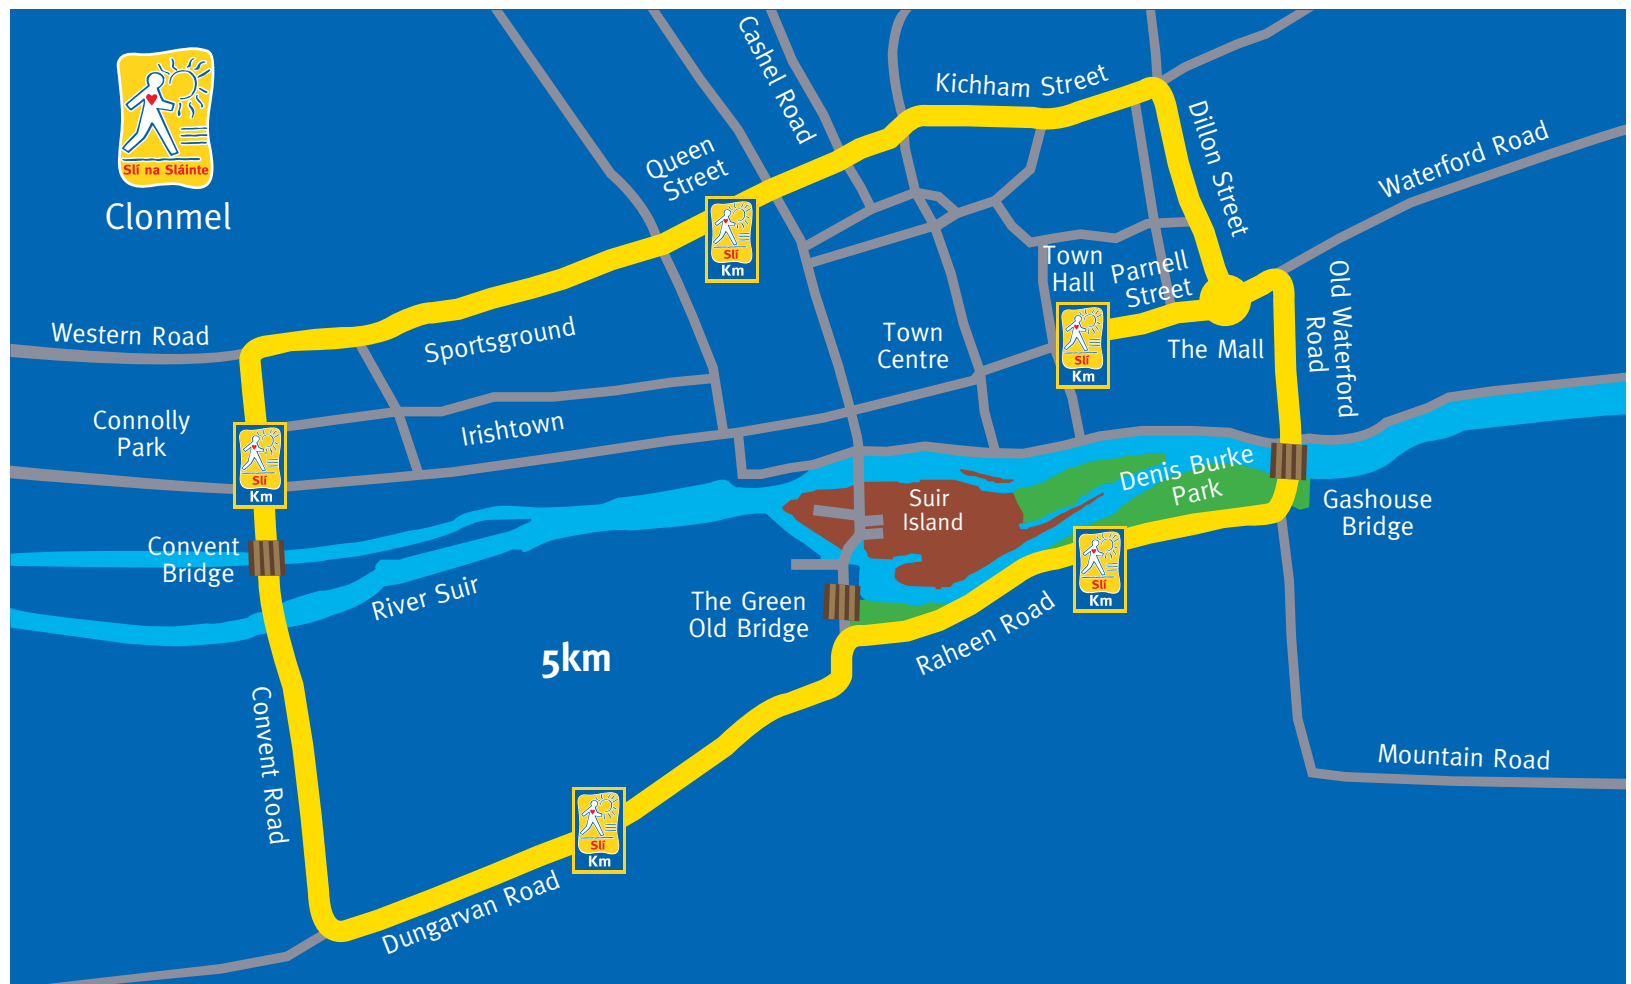 Slí na Sláinte
Clonmel
Cashel Road
Kichham Street
Queen
Street
Dillon Street
Waterford Road
Slí
Km
Town
Hall
Parnell
Street
Old Waterford
Road
Western Road
Sportsground
Town
Centre
The Mall
Slí
Km
Connolly
Park
Irishtown
Slí
Km
Denis Burke
Park
Suir
Island
Gashouse
Bridge
Convent
Bridge
River Suir
The Green
Old Bridge
Slí
Km
Raheen Road
5km
Convent Road
Mountain Road
Slí
Km
Dungarvan Road